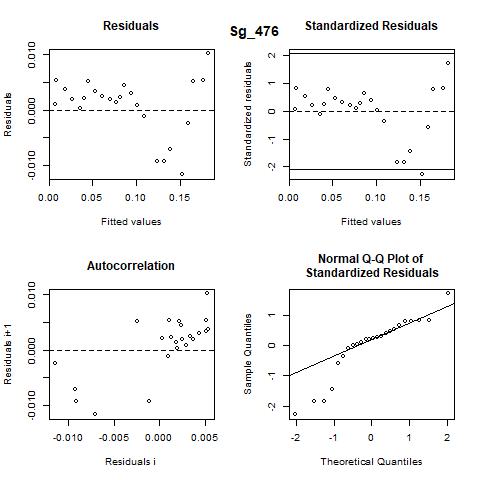 Sg_476
Residuals
Residuals
-0.010
0.000
0.010
0.00
0.05
0.10
0.15
Fitted values
Standardized Residuals
Standardized residuals
-2
-1
0
1
2
0.00
0.05
0.10
0.15
Fitted values
Autocorrelation
Residuals i+1
-0.010
0.000
0.010
-0.010
-0.005
0.000
0.005
Residuals i
Normal Q-Q Plot of
Standardized Residuals
Sample Quantiles
-2
-1
0
1
-2
-1
0
1
2
Theoretical Quantiles